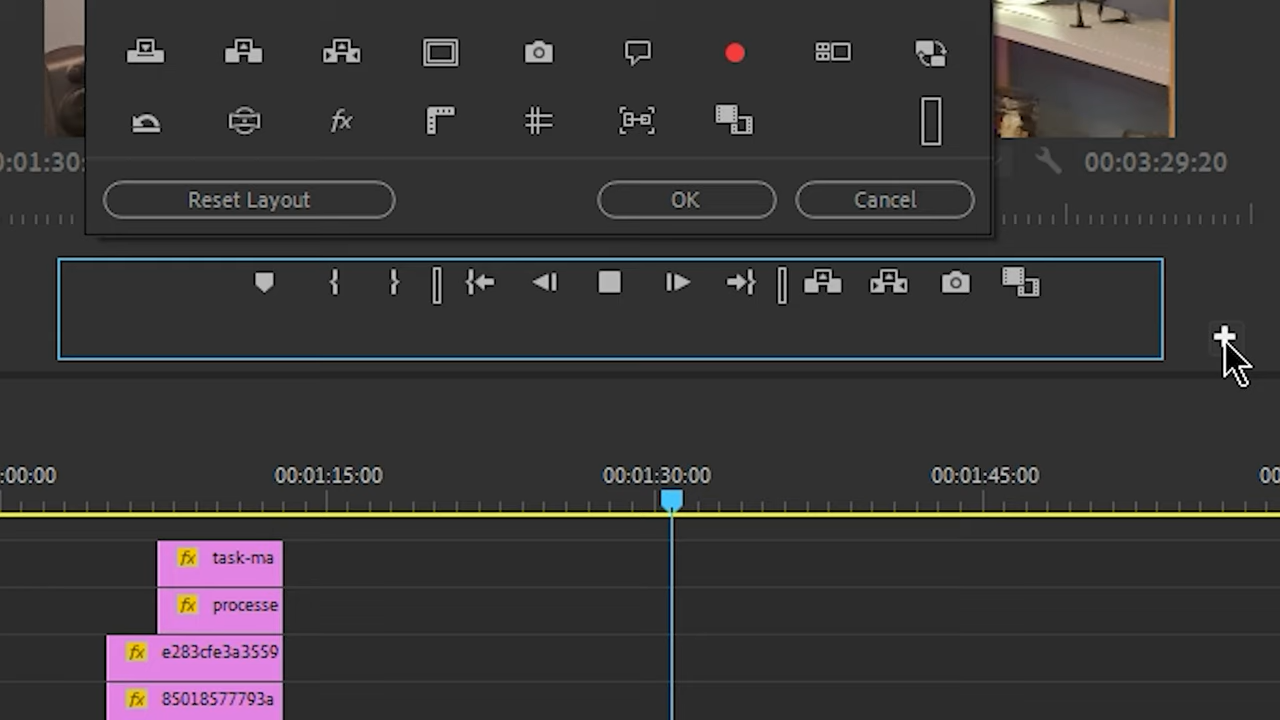 0:01:30:
00:03:29:20
fx
Reset Layout
OK
Cancel
:00:00
00:01:15:00
00:01:30:00
00:01:45:00
00
fx task-ma
fx processe
fx e283cfe3a3559
fx 85018577793a